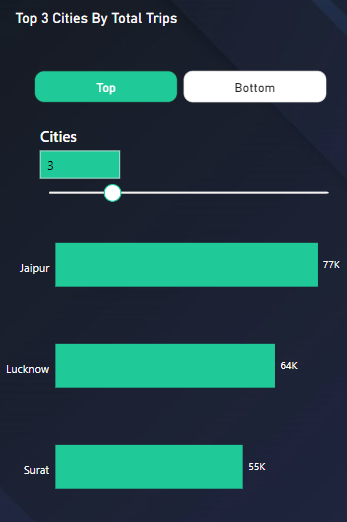 Top 3 Cities By Total Trips
Top Bottom
Cities
3
Jaipur 77K
Lucknow 64K
Surat 55K